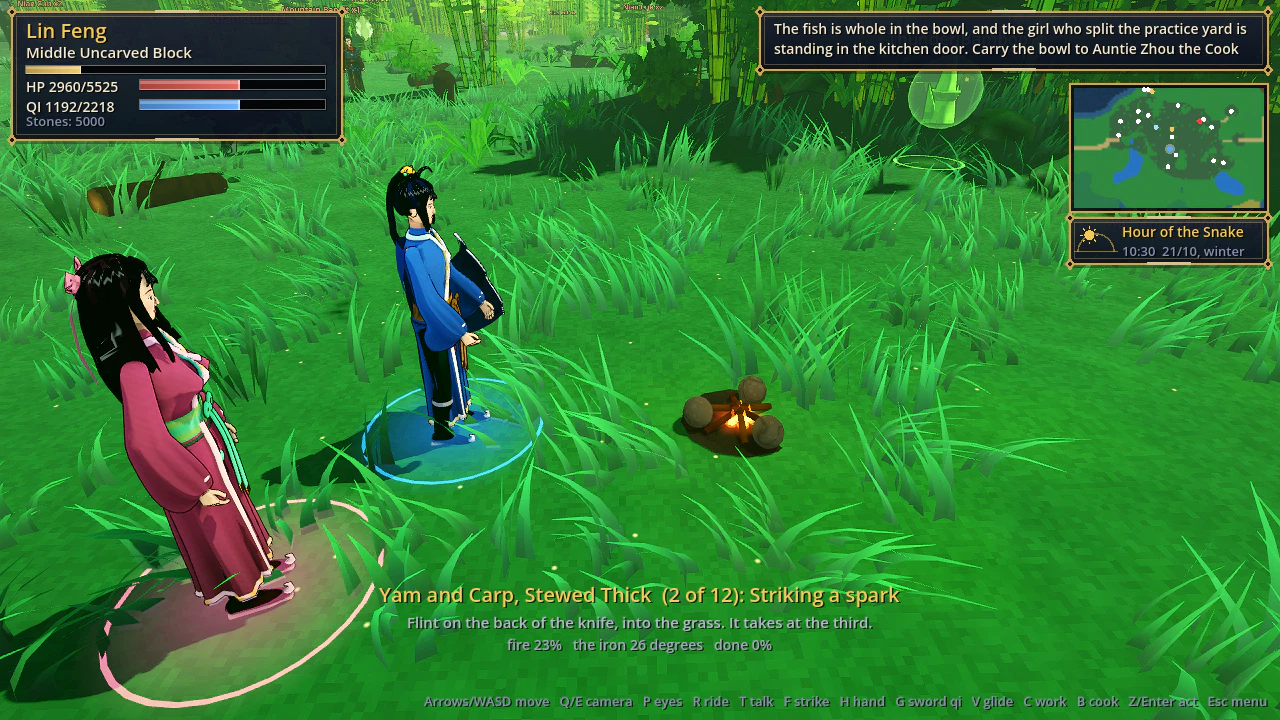 Lin Feng
Middle Uncarved Block
HP 2960/5525
QI 1192/2218
Stones: 5000
The fish is whole in the bowl, and the girl who split the practice yard is
standing in the kitchen door. Carry the bowl to Auntie Zhou the Cook
Hour of the Snake
10:30 21/10, winter
Yam and Carp, Stewed Thick (2 of 12): Striking a spark
Flint on the back of the knife, into the grass. It takes at the third.
fire 23% the iron 26 degrees done 0%
Arrows/WASD move Q/E camera P eyes R ride T talk F strike H hand G sword qi V glide C work B cook Z/Enter act Esc menu